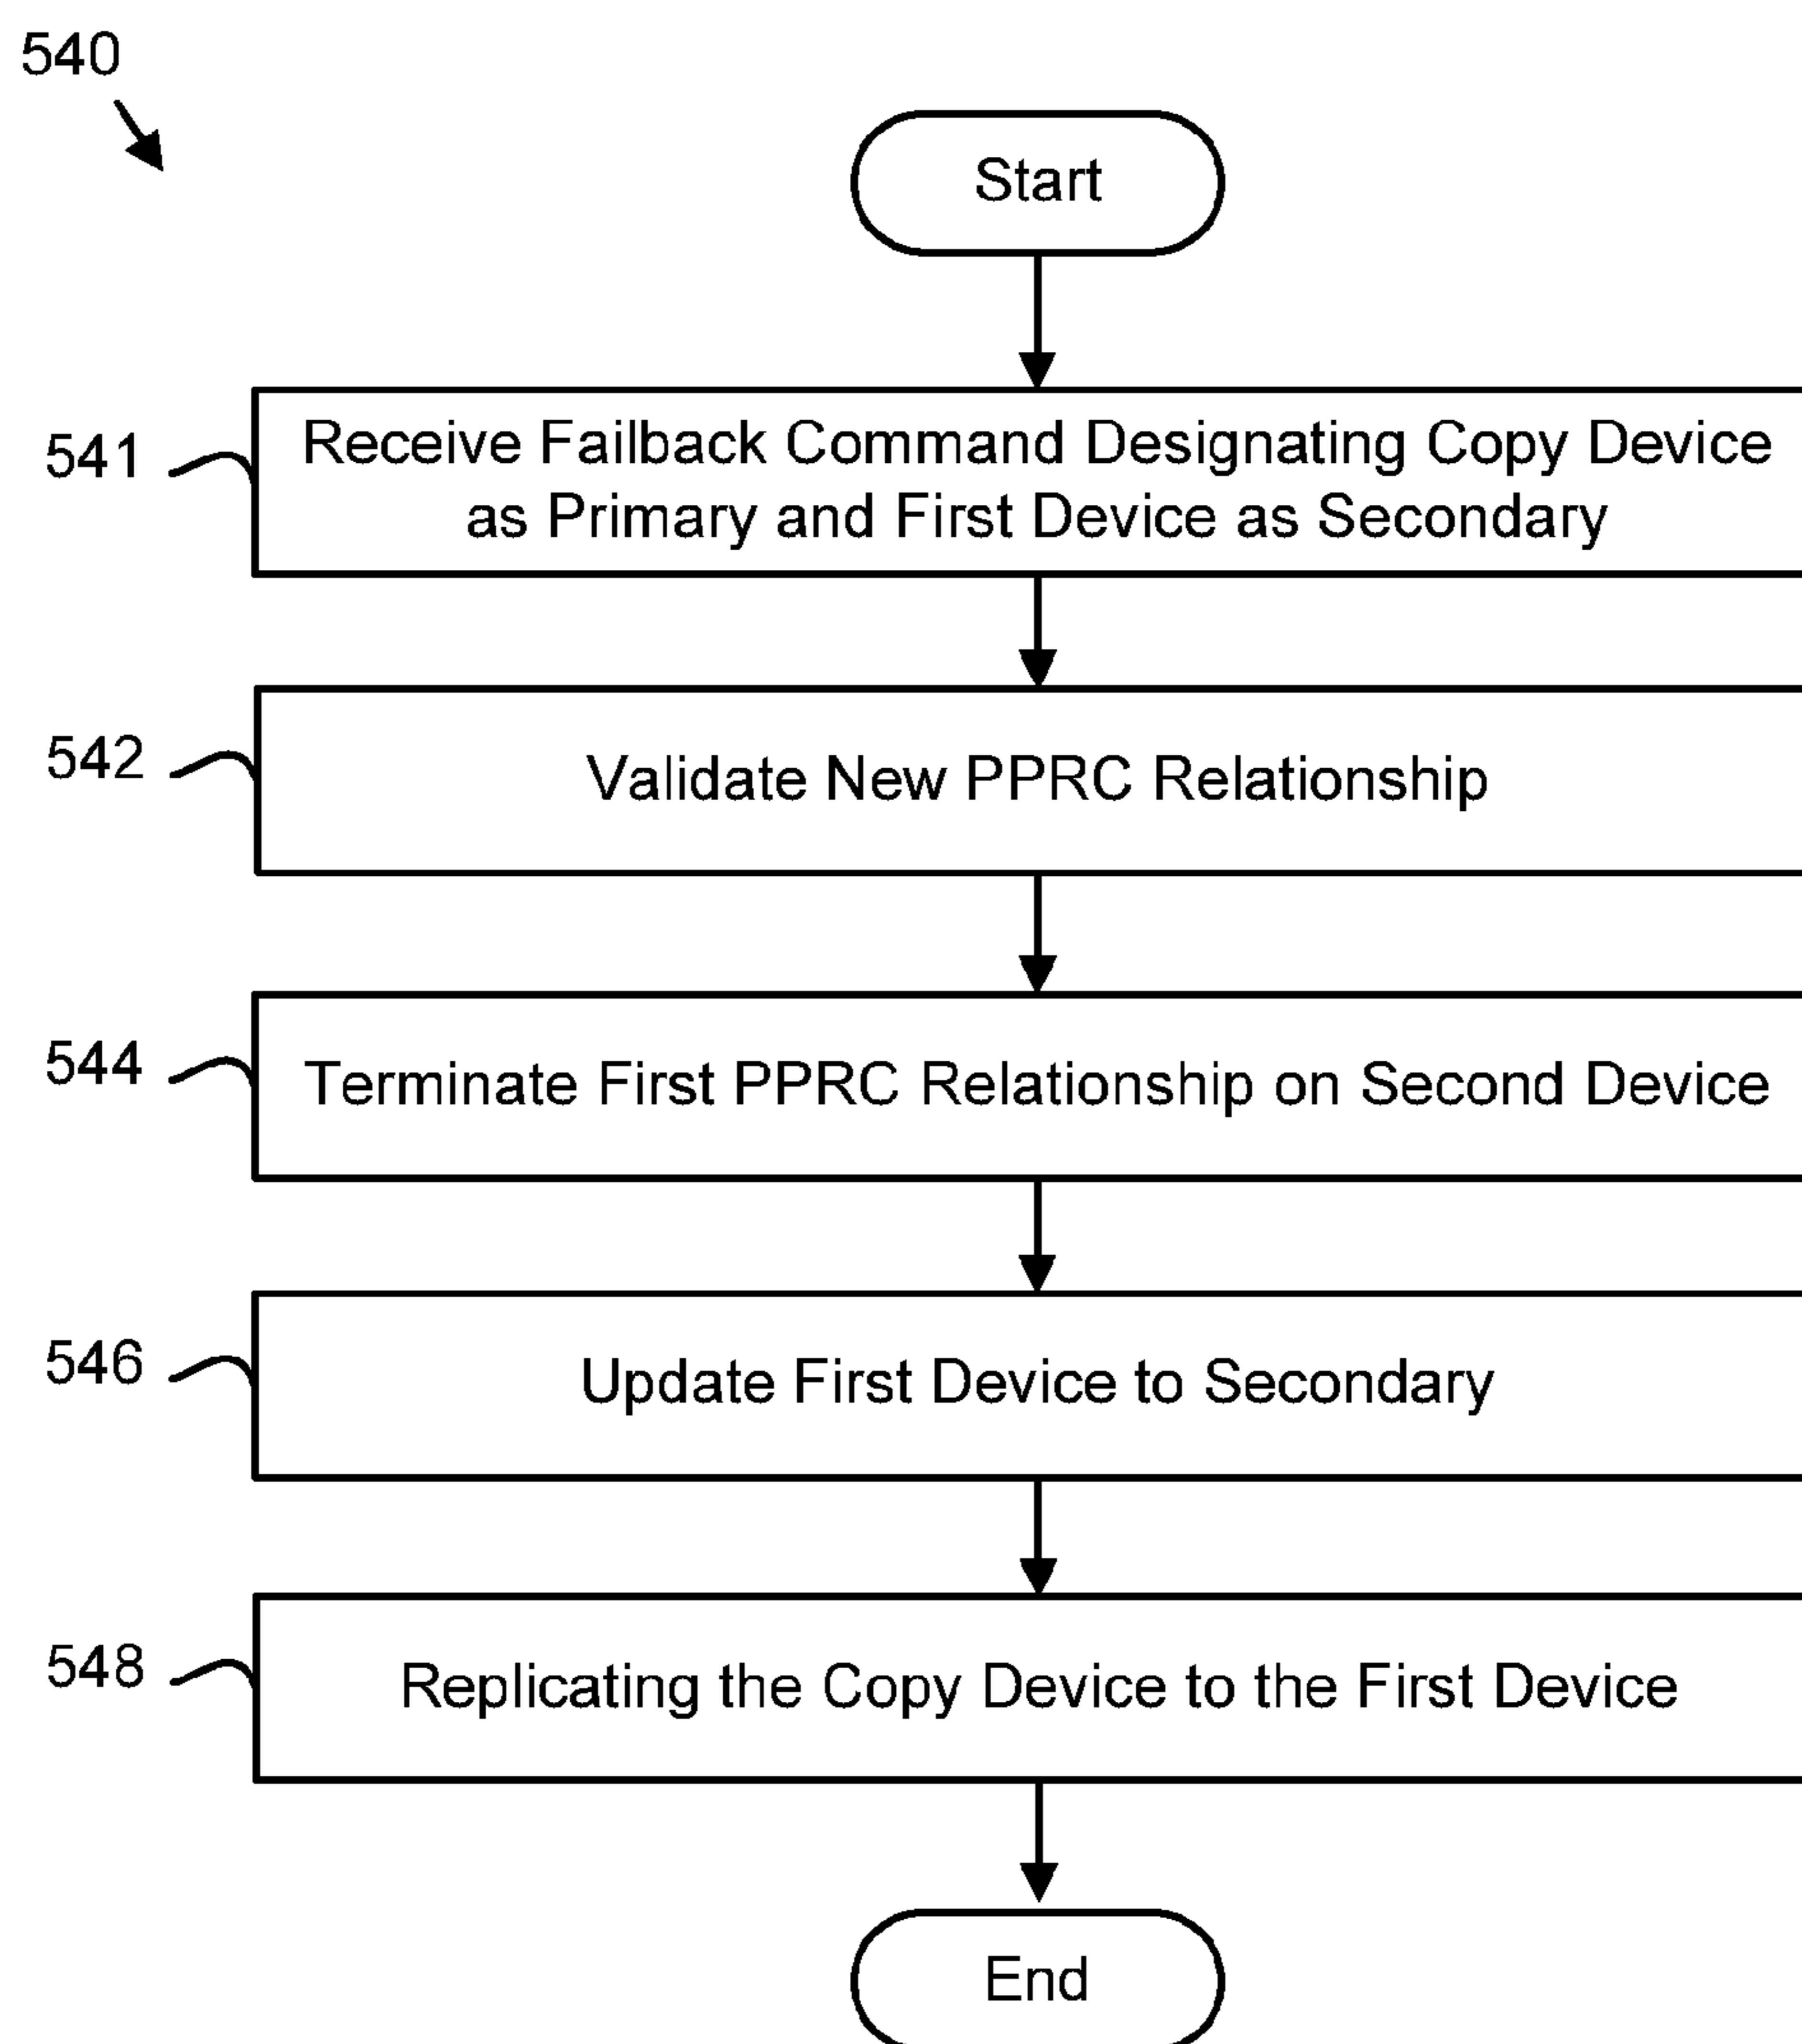 540
Start
541
Receive Failback Command Designating Copy Device
as Primary and First Device as Secondary
542
Validate New PPRC Relationship
544
Terminate First PPRC Relationship on Second Device
546
Update First Device to Secondary
548
Replicating the Copy Device to the First Device
End